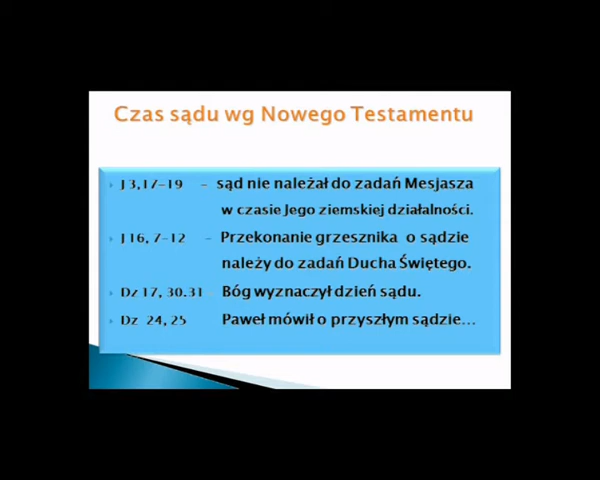 Czas sądu wg Nowego Testamentu
J 3,17-19 - sąd nie należał do zadań Mesjasza
w czasie Jego ziemskiej działalności.
J 16, 7-12 - Przekonanie grzesznika o sądzie
należy do zadań Ducha Świętego.
Dz 17, 30.31 Bóg wyznaczył dzień sądu.
Dz 24, 25 Paweł mówił o przyszłym sądzie...